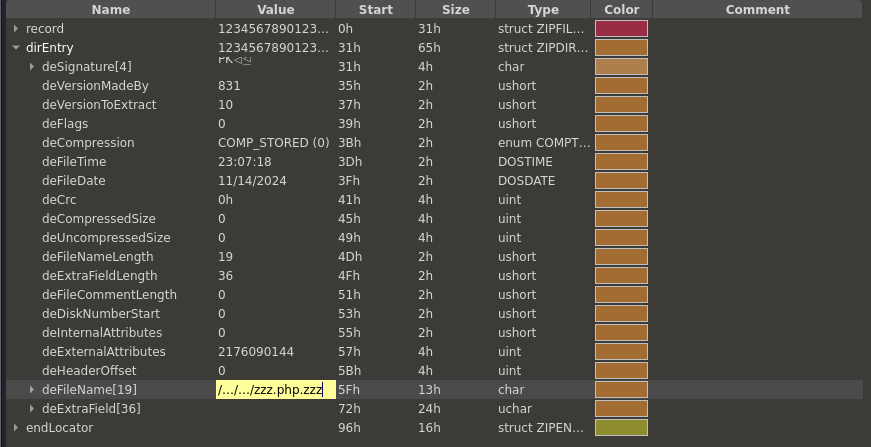 Name Value Start Size Type Color Comment
record 1234567890123... 0h 31h struct ZIPFIL...
dirEntry 1234567890123... 31h 65h struct ZIPDIR...
deSignature[4] 31h 4h char
deVersionMadeBy 831 35h 2h ushort
deVersionToExtract 10 37h 2h ushort
deFlags 0 39h 2h ushort
deCompression COMP_STORED (0) 3Bh 2h enum COMPT...
deFileTime 23:07:18 3Dh 2h DOSTIME
deFileDate 11/14/2024 3Fh 2h DOSDATE
deCrc 0h 41h 4h uint
deCompressedSize 0 45h 4h uint
deUncompressedSize 0 49h 4h uint
deFileNameLength 19 4Dh 2h ushort
deExtraFieldLength 36 4Fh 2h ushort
deFileCommentLength 0 51h 2h ushort
deDiskNumberStart 0 53h 2h ushort
deInternalAttributes 0 55h 2h ushort
deExternalAttributes 2176090144 57h 4h uint
deHeaderOffset 0 5Bh 4h uint
deFileName[19] /../../zzz.php.zzz 5Fh 13h char
deExtraField[36] 72h 24h uchar
endLocator 96h 16h struct ZIPEN...